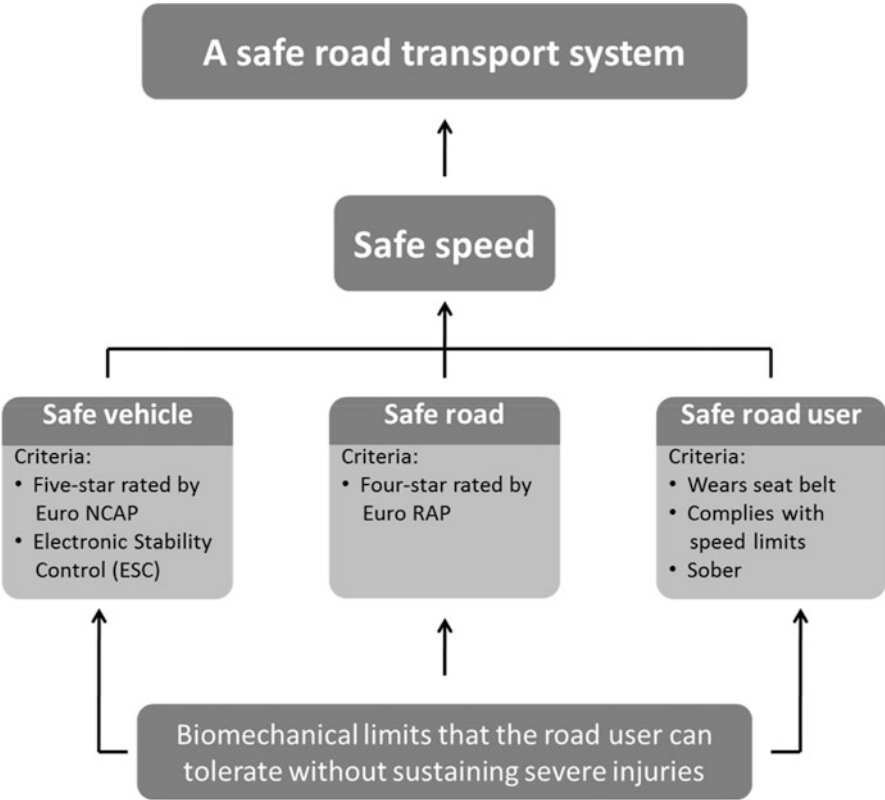 A safe road transport system
Safe speed
Safe vehicle
Criteria:
• Five-star rated by
Euro NCAP
• Electronic Stability
Control (ESC)
Safe road
Criteria:
• Four-star rated by
Euro RAP
Safe road user
Criteria:
• Wears seat belt
• Complies with
speed limits
• Sober
Biomechanical limits that the road user can
tolerate without sustaining severe injuries